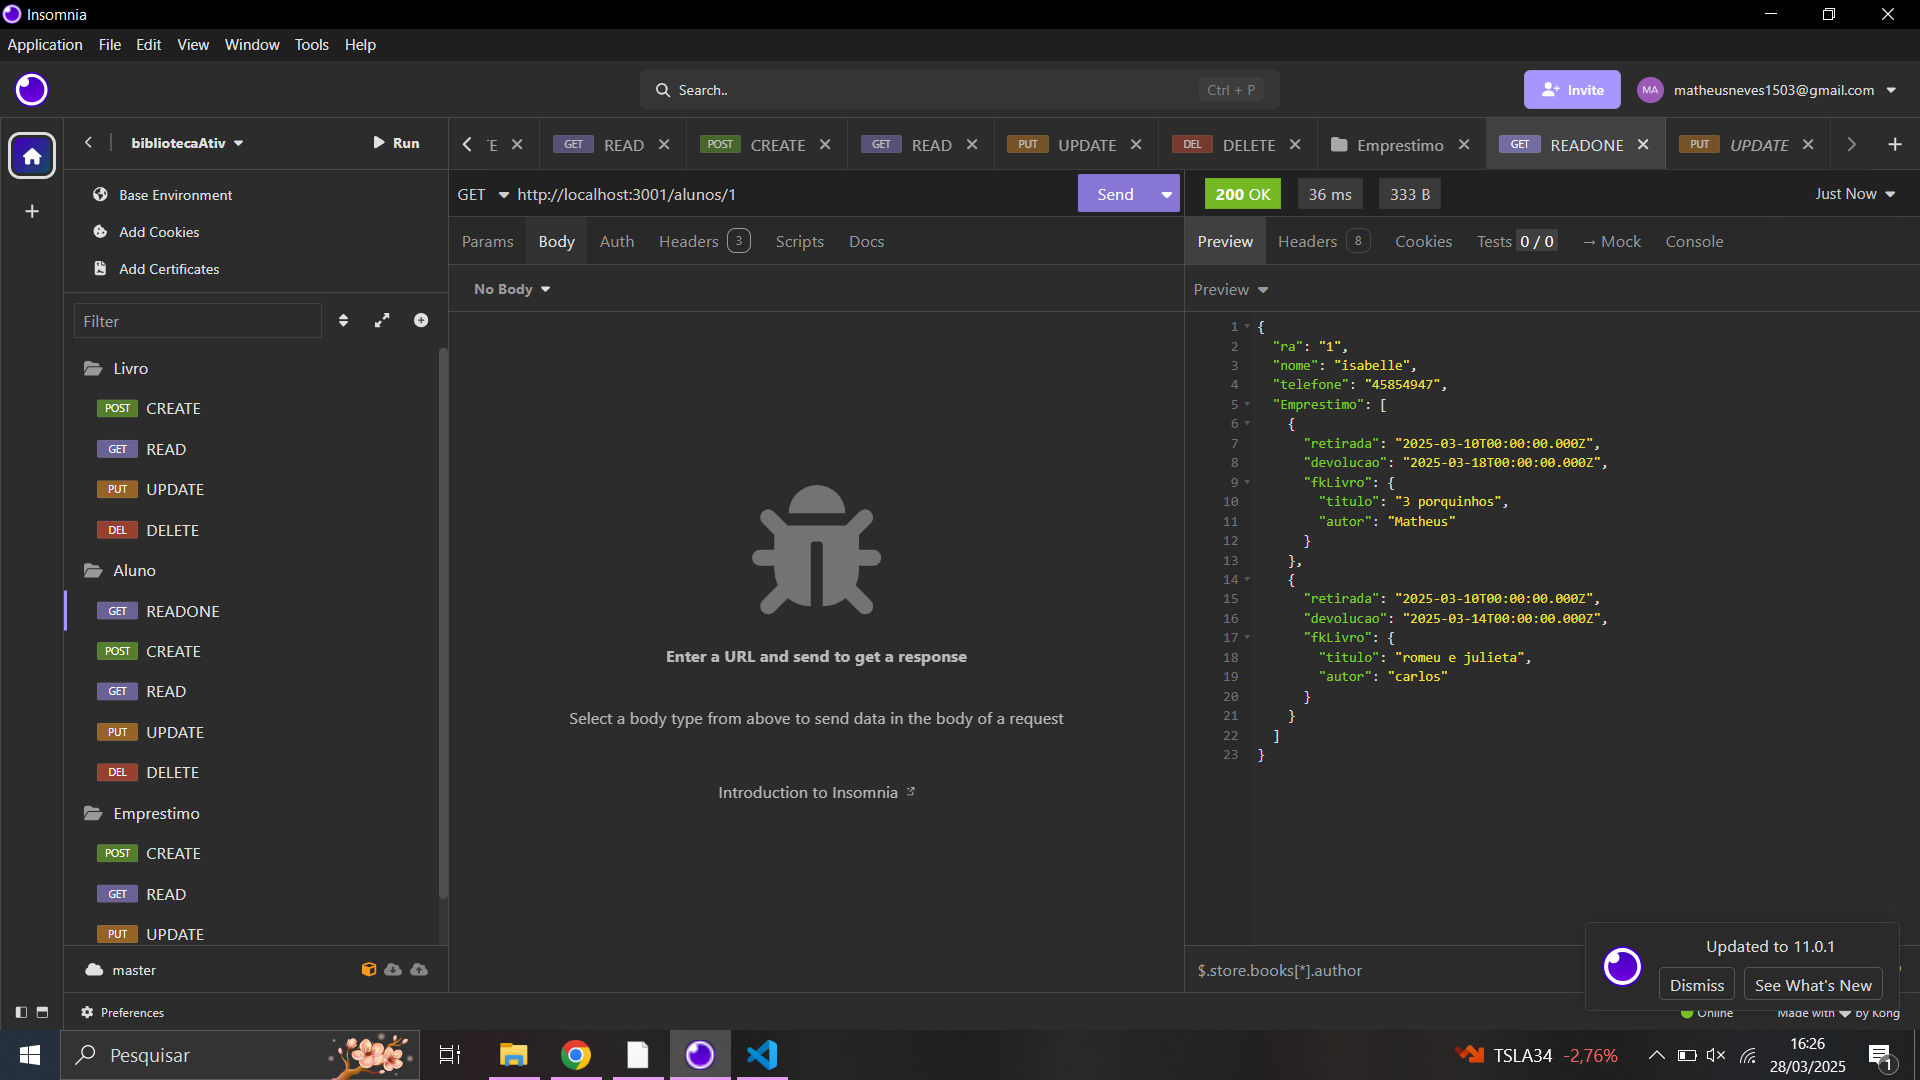 Insomnia
Application File Edit View Window Tools Help
Search.. Ctrl + P
Invite
MA matheusneves1503@gmail.com
bibliotecaAtiv
Run
E GET READ POST CREATE GET READ PUT UPDATE DEL DELETE Emprestimo GET READONE PUT UPDATE
Base Environment
Add Cookies
Add Certificates
Filter
Livro
POST CREATE
GET READ
PUT UPDATE
DEL DELETE
Aluno
GET READONE
POST CREATE
GET READ
PUT UPDATE
DEL DELETE
Emprestimo
POST CREATE
GET READ
PUT UPDATE
master
Preferences
GET http://localhost:3001/alunos/1 Send
Params Body Auth Headers 3 Scripts Docs
No Body
Enter a URL and send to get a response
Select a body type from above to send data in the body of a request
Introduction to Insomnia
200 OK 36 ms 333 B Just Now
Preview Headers 8 Cookies Tests 0 / 0 → Mock Console
Preview
1 {
2 "ra": "1",
3 "nome": "isabelle",
4 "telefone": "45854947",
5 "Emprestimo": [
6 {
7 "retirada": "2025-03-10T00:00:00.000Z",
8 "devolucao": "2025-03-18T00:00:00.000Z",
9 "fkLivro": {
10 "titulo": "3 porquinhos",
11 "autor": "Matheus"
12 }
13 },
14 {
15 "retirada": "2025-03-10T00:00:00.000Z",
16 "devolucao": "2025-03-14T00:00:00.000Z",
17 "fkLivro": {
18 "titulo": "romeu e julieta",
19 "autor": "carlos"
20 }
21 }
22 ]
23 }
$.store.books[*].author
Updated to 11.0.1
Dismiss See What's New
Online Made with by Kong
Pesquisar
TSLA34 -2,76%
16:26
28/03/2025
1